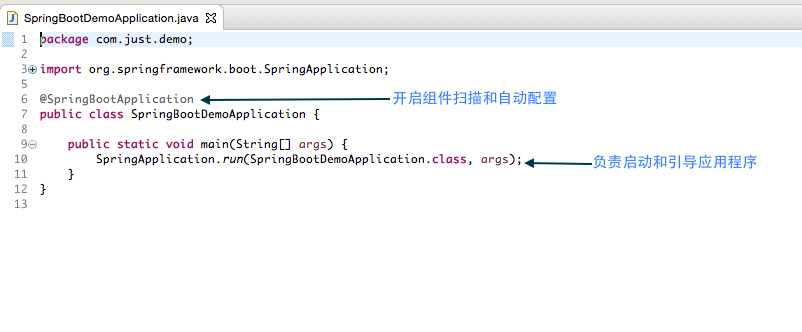 SpringBootDemoApplication.java
1 package com.just.demo;
2
3 import org.springframework.boot.SpringApplication;
5
6 @SpringBootApplication 开启组件扫描和自动配置
7 public class SpringBootDemoApplication {
8
9 public static void main(String[] args) {
10 SpringApplication.run(SpringBootDemoApplication.class, args); 负责启动和引导应用程序
11 }
12 }
13